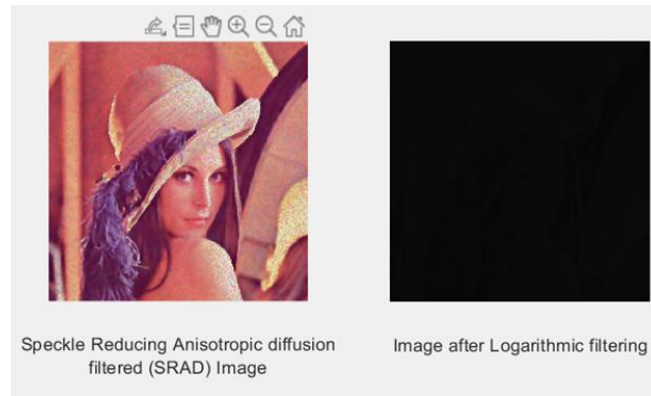 Speckle Reducing Anisotropic diffusion
filtered (SRAD) Image
Image after Logarithmic filtering